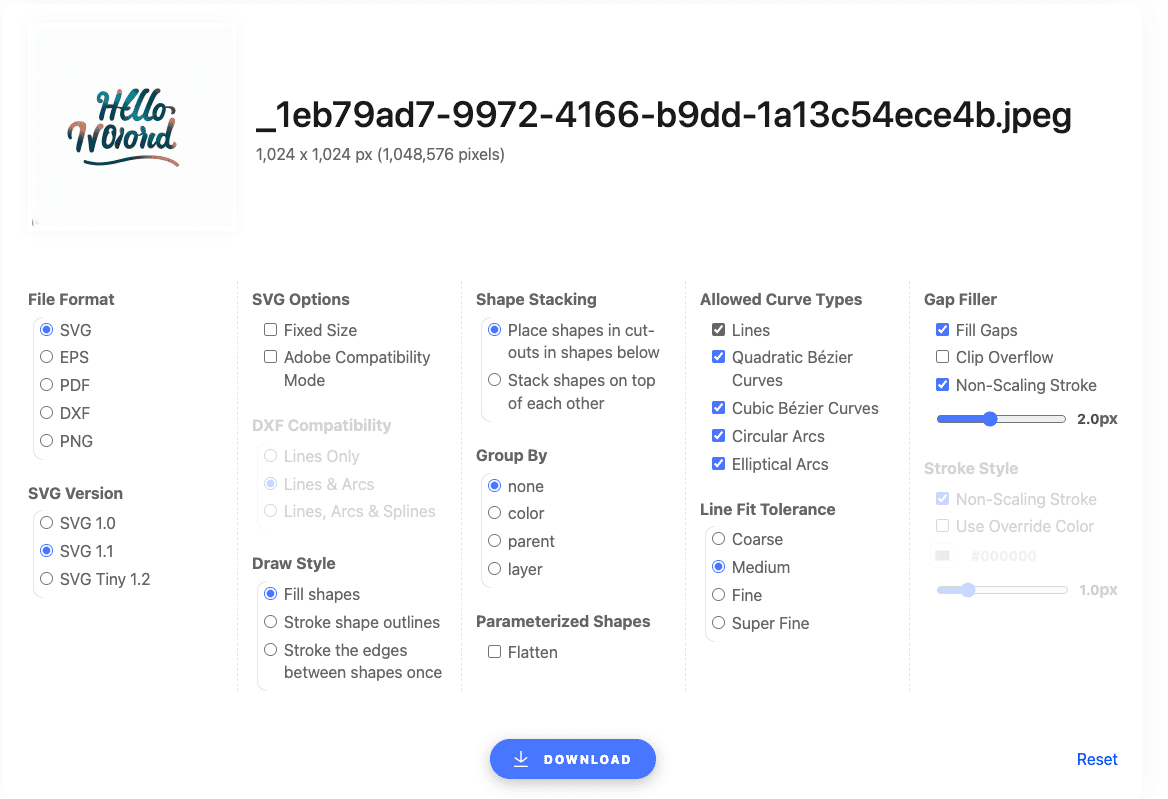 Hello
WOorord
_1eb79ad7-9972-4166-b9dd-1a13c54ece4b.jpeg
1,024 x 1,024 px (1,048,576 pixels)
File Format
SVG
EPS
PDF
DXF
PNG
SVG Version
SVG 1.0
SVG 1.1
SVG Tiny 1.2
SVG Options
Fixed Size
Adobe Compatibility
Mode
DXF Compatibility
Lines Only
Lines & Arcs
Lines, Arcs & Splines
Draw Style
Fill shapes
Stroke shape outlines
Stroke the edges
between shapes once
Shape Stacking
Place shapes in cut-
outs in shapes below
Stack shapes on top
of each other
Group By
none
color
parent
layer
Parameterized Shapes
Flatten
Allowed Curve Types
Lines
Quadratic Bézier
Curves
Cubic Bézier Curves
Circular Arcs
Elliptical Arcs
Line Fit Tolerance
Coarse
Medium
Fine
Super Fine
Gap Filler
Fill Gaps
Clip Overflow
Non-Scaling Stroke
2.0px
Stroke Style
Non-Scaling Stroke
Use Override Color
#000000
1.0px
DOWNLOAD
Reset